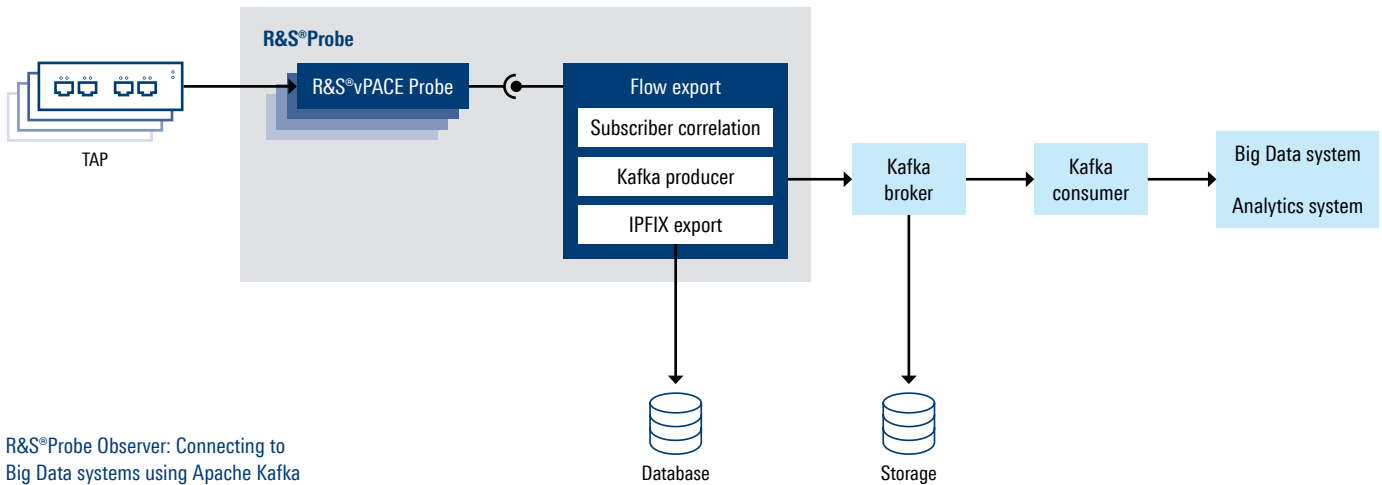 R&S®Probe
R&S®vPACE Probe
TAP
Flow export
Subscriber correlation
Kafka producer
IPFIX export
Kafka
broker
Kafka
consumer
Big Data system
Analytics system
Database
Storage
R&S®Probe Observer: Connecting to
Big Data systems using Apache Kafka